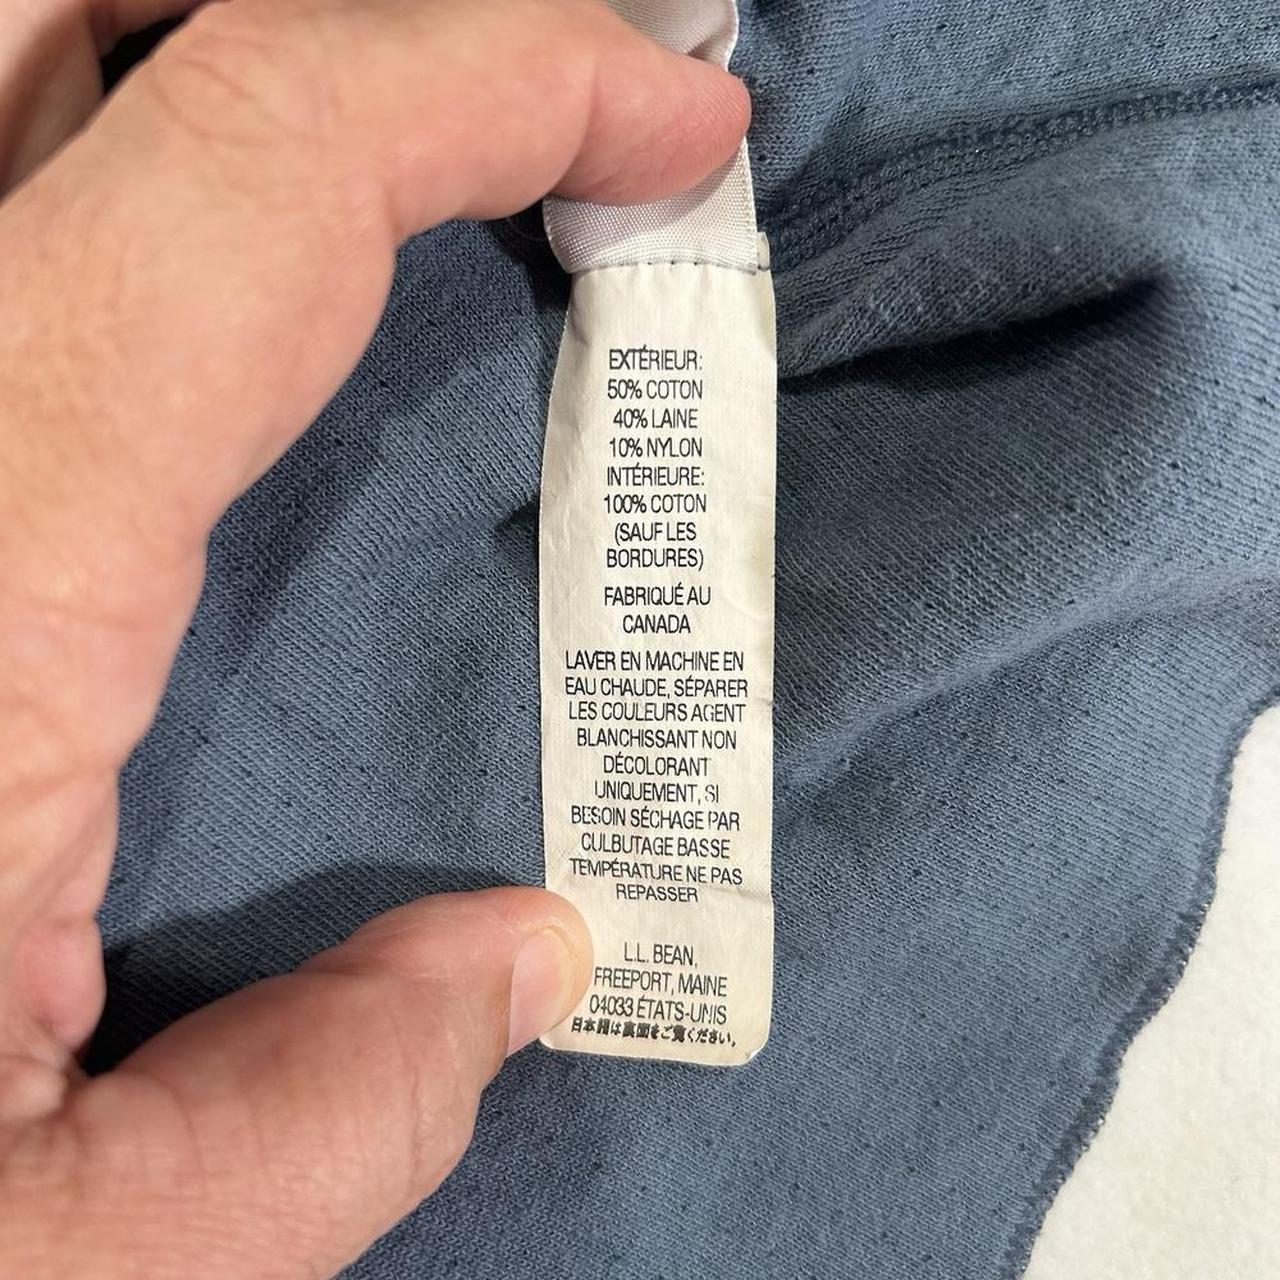 EXTÉRIEUR:
50% COTON
40% LAINE
10% NYLON
INTÉRIEURE:
100% COTON
(SAUF LES
BORDURES)
FABRIQUÉ AU
CANADA
LAVER EN MACHINE EN
EAU CHAUDE, SÉPARER
LES COULEURS AGENT
BLANCHISSANT NON
DÉCOLORANT
UNIQUEMENT, SI
BESOIN SÉCHAGE PAR
CULBUTAGE BASSE
TEMPÉRATURE NE PAS
REPASSER
L.L. BEAN,
FREEPORT, MAINE
04033 ÉTATS-UNIS
日本語は裏面をご覧ください。